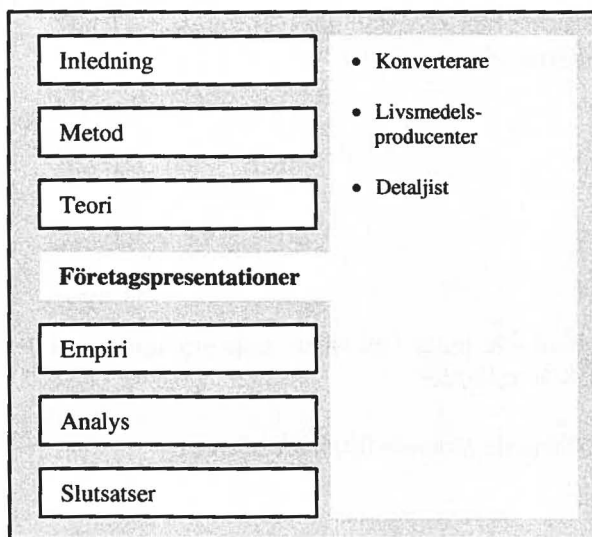 Inledning
Metod
Teori
Företagspresentationer
Empiri
Analys
Slutsatser
• Konverterare
• Livsmedels-
producenter
• Detaljist